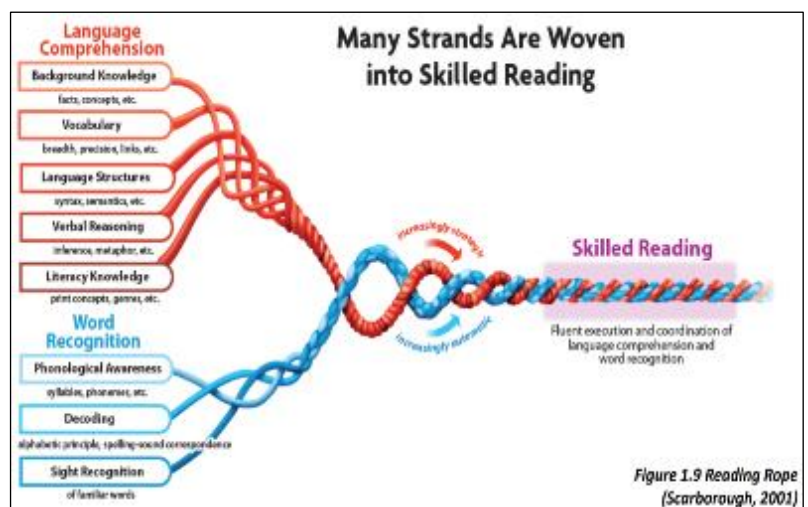 Many Strands Are Woven
into Skilled Reading
Language
Comprehension
Background Knowledge
facts, concepts, etc.
Vocabulary
breadth, precision, links, etc.
Language Structures
syntax, semantics, etc.
Verbal Reasoning
inference, metaphor, etc.
Literacy Knowledge
print concepts, genres, etc.
Word
Recognition
Phonological Awareness
syllables, phonemes, etc.
Decoding
alphabetic principle, spelling-sound correspondence
Sight Recognition
of familiar words
increasingly strategic
increasingly automatic
Skilled Reading
Fluent execution and coordination of
language comprehension and
word recognition
Figure 1.9 Reading Rope
(Scarborough, 2001)